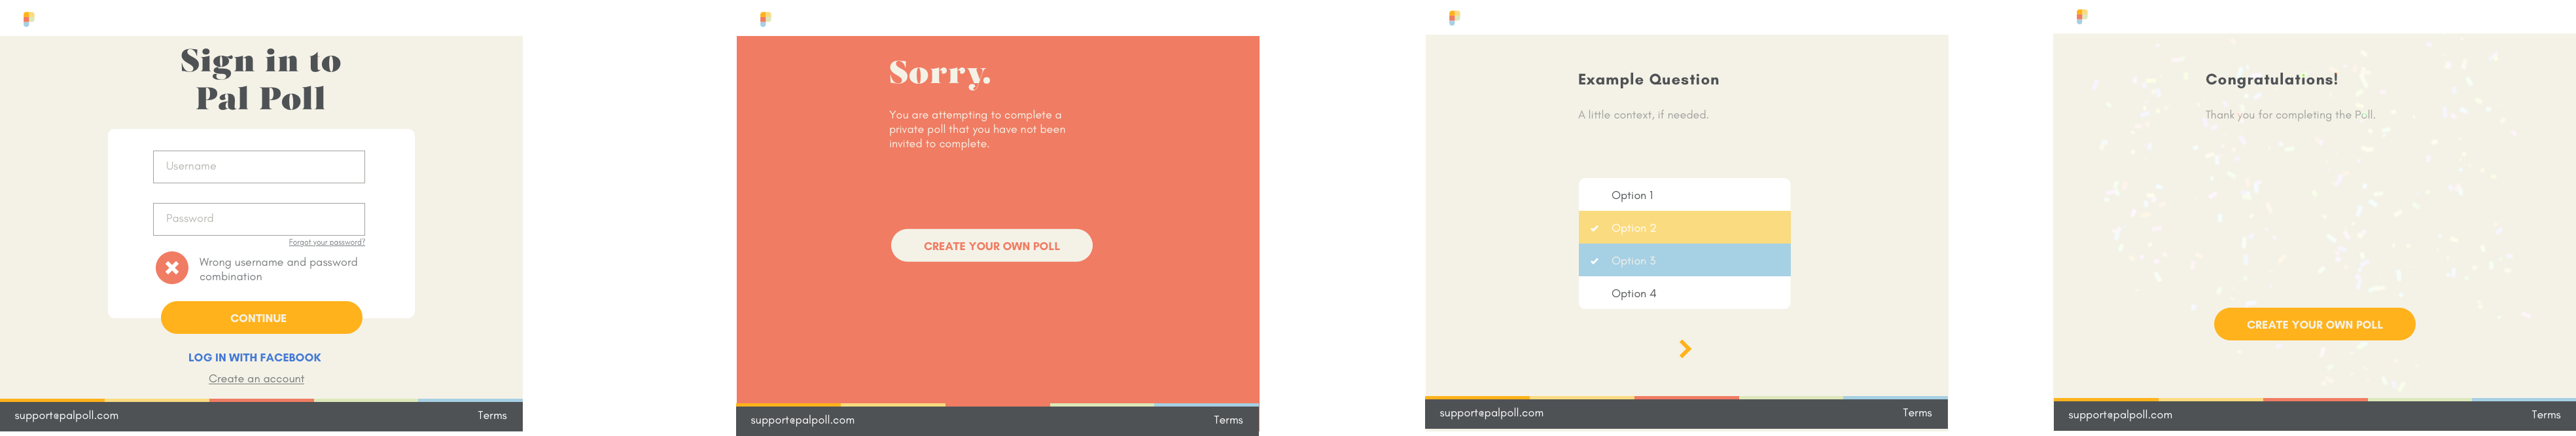 Sign in to
Pal Poll
Username
Password
Forgot your password?
Wrong username and password
combination
CONTINUE
LOG IN WITH FACEBOOK
Create an account
support@palpoll.com
Terms
Sorry.
You are attempting to complete a
private poll that you have not been
invited to complete.
CREATE YOUR OWN POLL
support@palpoll.com
Terms
Example Question
A little context, if needed.
Option 1
Option 2
Option 3
Option 4
support@palpoll.com
Terms
Congratulations!
Thank you for completing the Poll.
CREATE YOUR OWN POLL
support@palpoll.com
Terms